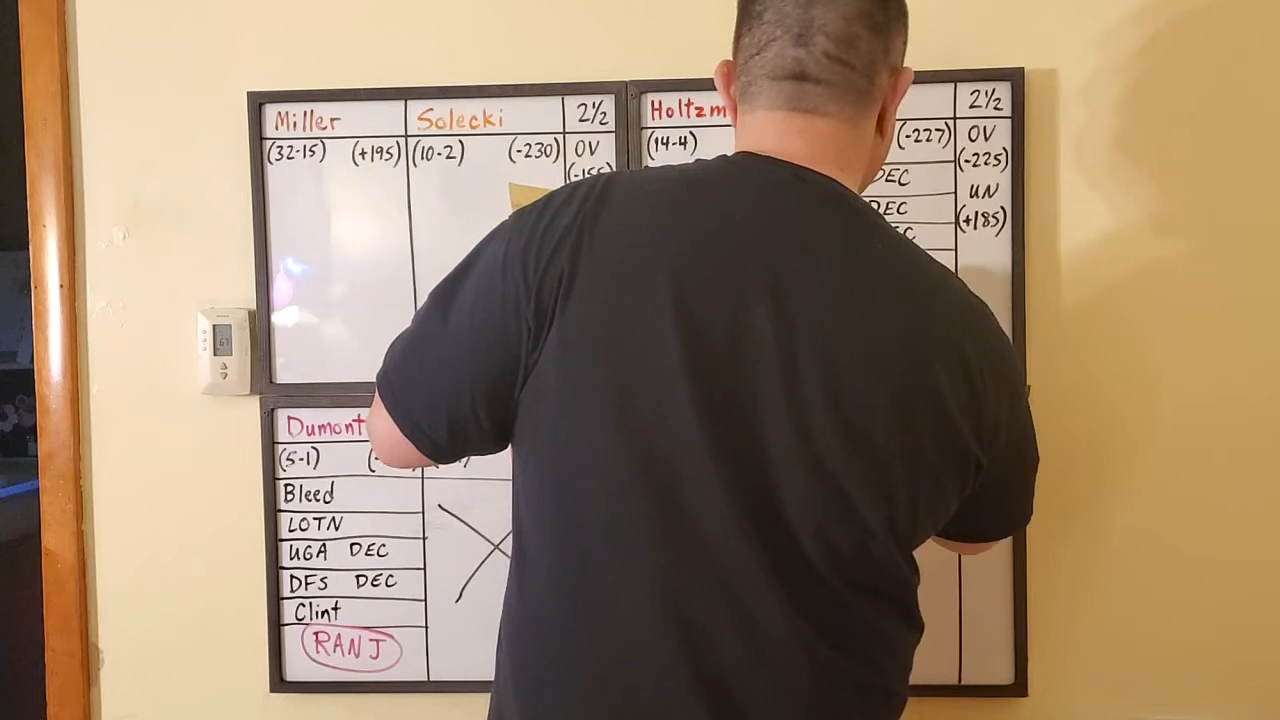 Miller Solecki 2½
(32-15) (+195) (10-2) (-230) OV
(-155
Holtzm 2½
(14-4) (-227) OV
(-225)
DEC UN
DEC (+185)
Dumont
(5-1)
Bleed
LOTN
UGA DEC
DFS DEC
Clint
RANJ